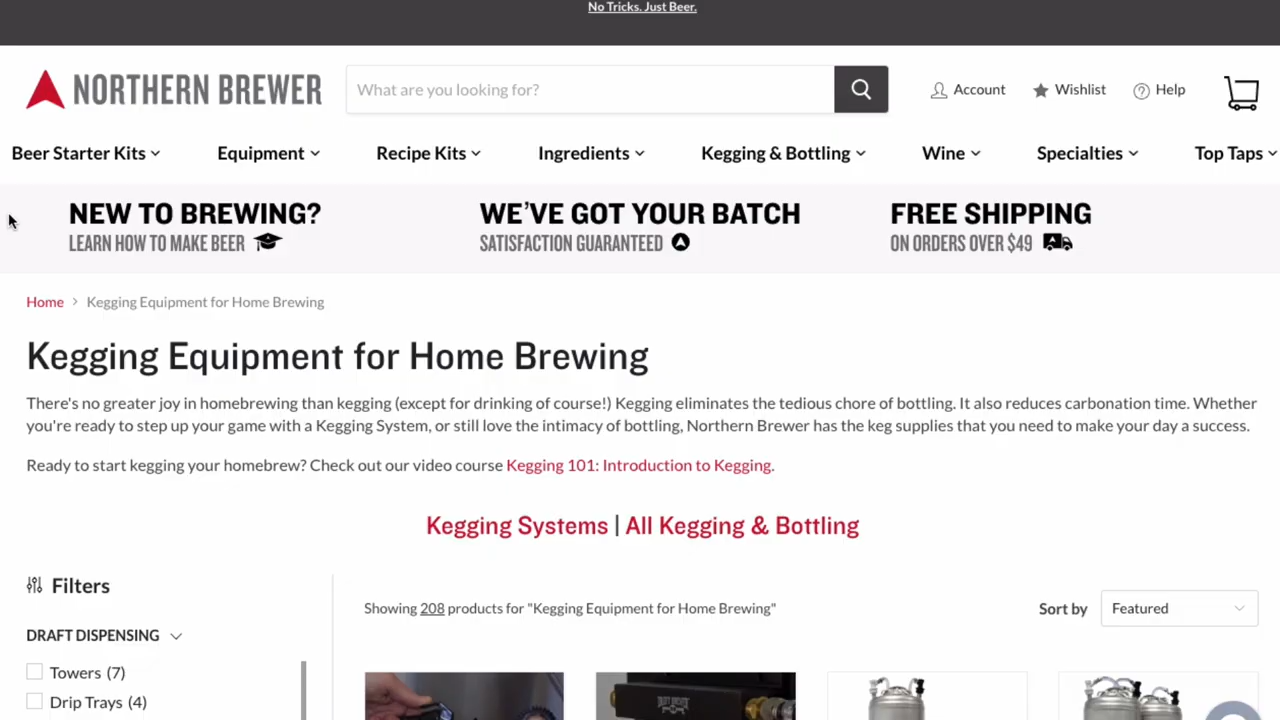 No Tricks. Just Beer.
NORTHERN BREWER
What are you looking for?
Account
Wishlist
Help
Beer Starter Kits
Equipment
Recipe Kits
Ingredients
Kegging & Bottling
Wine
Specialties
Top Taps
NEW TO BREWING?
LEARN HOW TO MAKE BEER
WE'VE GOT YOUR BATCH
SATISFACTION GUARANTEED
FREE SHIPPING
ON ORDERS OVER $49
Home > Kegging Equipment for Home Brewing
Kegging Equipment for Home Brewing
There's no greater joy in homebrewing than kegging (except for drinking of course!) Kegging eliminates the tedious chore of bottling. It also reduces carbonation time. Whether
you're ready to step up your game with a Kegging System, or still love the intimacy of bottling, Northern Brewer has the keg supplies that you need to make your day a success.
Ready to start kegging your homebrew? Check out our video course Kegging 101: Introduction to Kegging.
Kegging Systems | All Kegging & Bottling
Filters
Showing 208 products for "Kegging Equipment for Home Brewing"
Sort by
Featured
DRAFT DISPENSING
Towers (7)
Drip Trays (4)